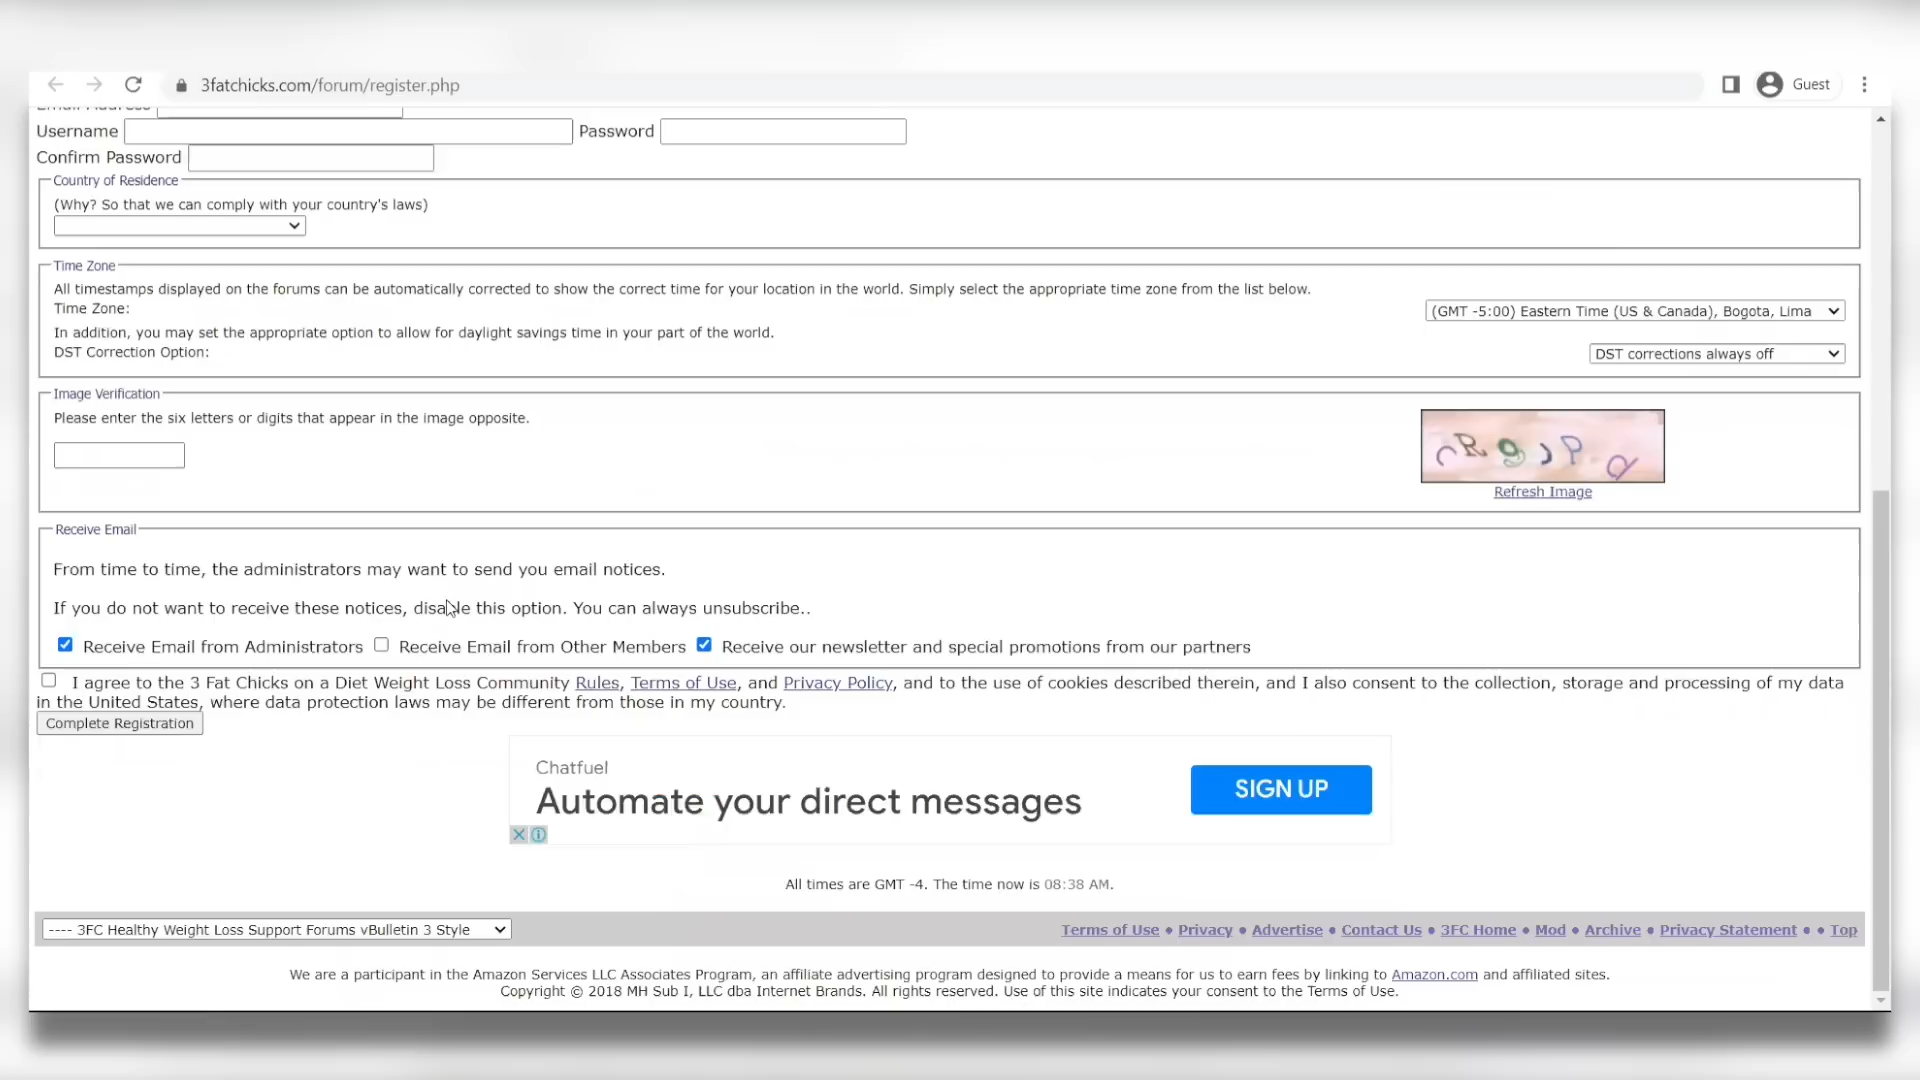 3fatchicks.com/forum/register.php
Guest
Email Address
Username
Password
Confirm Password
Country of Residence
(Why? So that we can comply with your country's laws)
Time Zone
All timestamps displayed on the forums can be automatically corrected to show the correct time for your location in the world. Simply select the appropriate time zone from the list below.
Time Zone:
(GMT -5:00) Eastern Time (US & Canada), Bogota, Lima
In addition, you may set the appropriate option to allow for daylight savings time in your part of the world.
DST Correction Option:
DST corrections always off
Image Verification
Please enter the six letters or digits that appear in the image opposite.
Refresh Image
Receive Email
From time to time, the administrators may want to send you email notices.
If you do not want to receive these notices, disable this option. You can always unsubscribe..
Receive Email from Administrators Receive Email from Other Members Receive our newsletter and special promotions from our partners
I agree to the 3 Fat Chicks on a Diet Weight Loss Community Rules, Terms of Use, and Privacy Policy, and to the use of cookies described therein, and I also consent to the collection, storage and processing of my data
in the United States, where data protection laws may be different from those in my country.
Complete Registration
Chatfuel
Automate your direct messages
SIGN UP
All times are GMT -4. The time now is 08:38 AM.
---- 3FC Healthy Weight Loss Support Forums vBulletin 3 Style
Terms of Use • Privacy • Advertise • Contact Us • 3FC Home • Mod • Archive • Privacy Statement • • Top
We are a participant in the Amazon Services LLC Associates Program, an affiliate advertising program designed to provide a means for us to earn fees by linking to Amazon.com and affiliated sites.
Copyright © 2018 MH Sub I, LLC dba Internet Brands. All rights reserved. Use of this site indicates your consent to the Terms of Use.